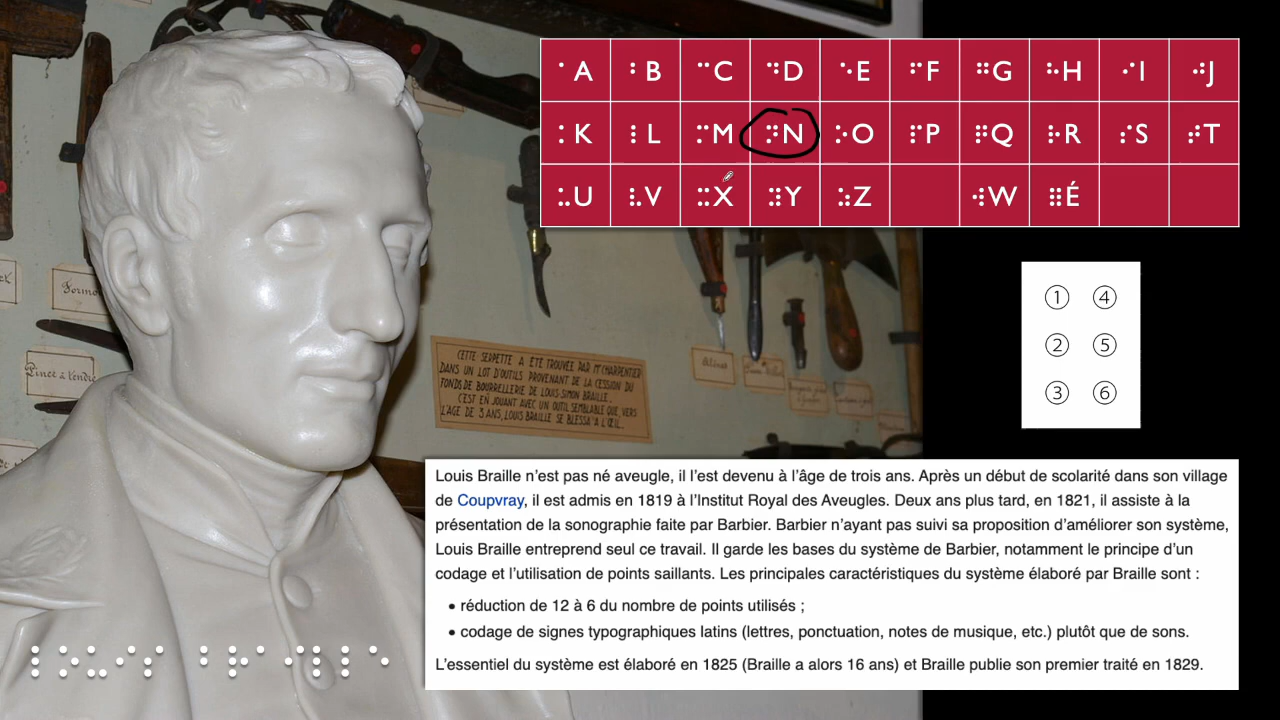 ⠁ A ⠃ B ⠉ C ⠙ D ⠑ E ⠋ F ⠛ G ⠓ H ⠊ I ⠚ J
⠅ K ⠇ L ⠍ M ⠝ N ⠕ O ⠏ P ⠟ Q ⠗ R ⠎ S ⠞ T
⠥ U ⠧ V ⠭ X ⠽ Y ⠵ Z ⠺ W ⠿ É
① ④
② ⑤
③ ⑥
CETTE SERPETTE A ÉTÉ TROUVÉE PAR Mr CHARPENTIER
DANS UN LOT D'OUTILS PROVENANT DE LA CESSION DU
FONDS DE BOURRELLERIE DE LOUIS-SIMON BRAILLE.
C'EST EN JOUANT AVEC UN OUTIL SEMBLABLE QUE, VERS
L'AGE DE 3 ANS, LOUIS BRAILLE SE BLESSA A L'ŒIL.
Pince à Vendre
Louis Braille n'est pas né aveugle, il l'est devenu à l'âge de trois ans. Après un début de scolarité dans son village
de Coupvray, il est admis en 1819 à l'Institut Royal des Aveugles. Deux ans plus tard, en 1821, il assiste à la
présentation de la sonographie faite par Barbier. Barbier n'ayant pas suivi sa proposition d'améliorer son système,
Louis Braille entreprend seul ce travail. Il garde les bases du système de Barbier, notamment le principe d'un
codage et l'utilisation de points saillants. Les principales caractéristiques du système élaboré par Braille sont :
• réduction de 12 à 6 du nombre de points utilisés ;
• codage de signes typographiques latins (lettres, ponctuation, notes de musique, etc.) plutôt que de sons.
L'essentiel du système est élaboré en 1825 (Braille a alors 16 ans) et Braille publie son premier traité en 1829.
⠇⠕⠥⠊⠎ ⠃⠗⠁⠊⠇⠇⠑